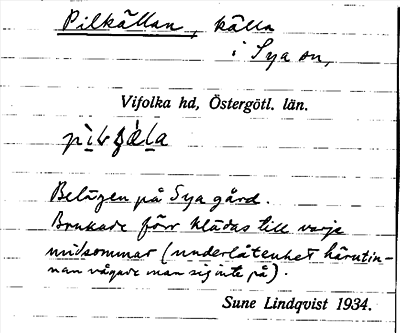 Pilkällan, källa
i Sya sn,
Vifolka hd, Östergötl. län.
Belägen på Sya gård.
Brukade förr klädas till varje
midsommar (underlåtenhet härutin-
nan vågade man sig inte på).
Sune Lindqvist 1934.